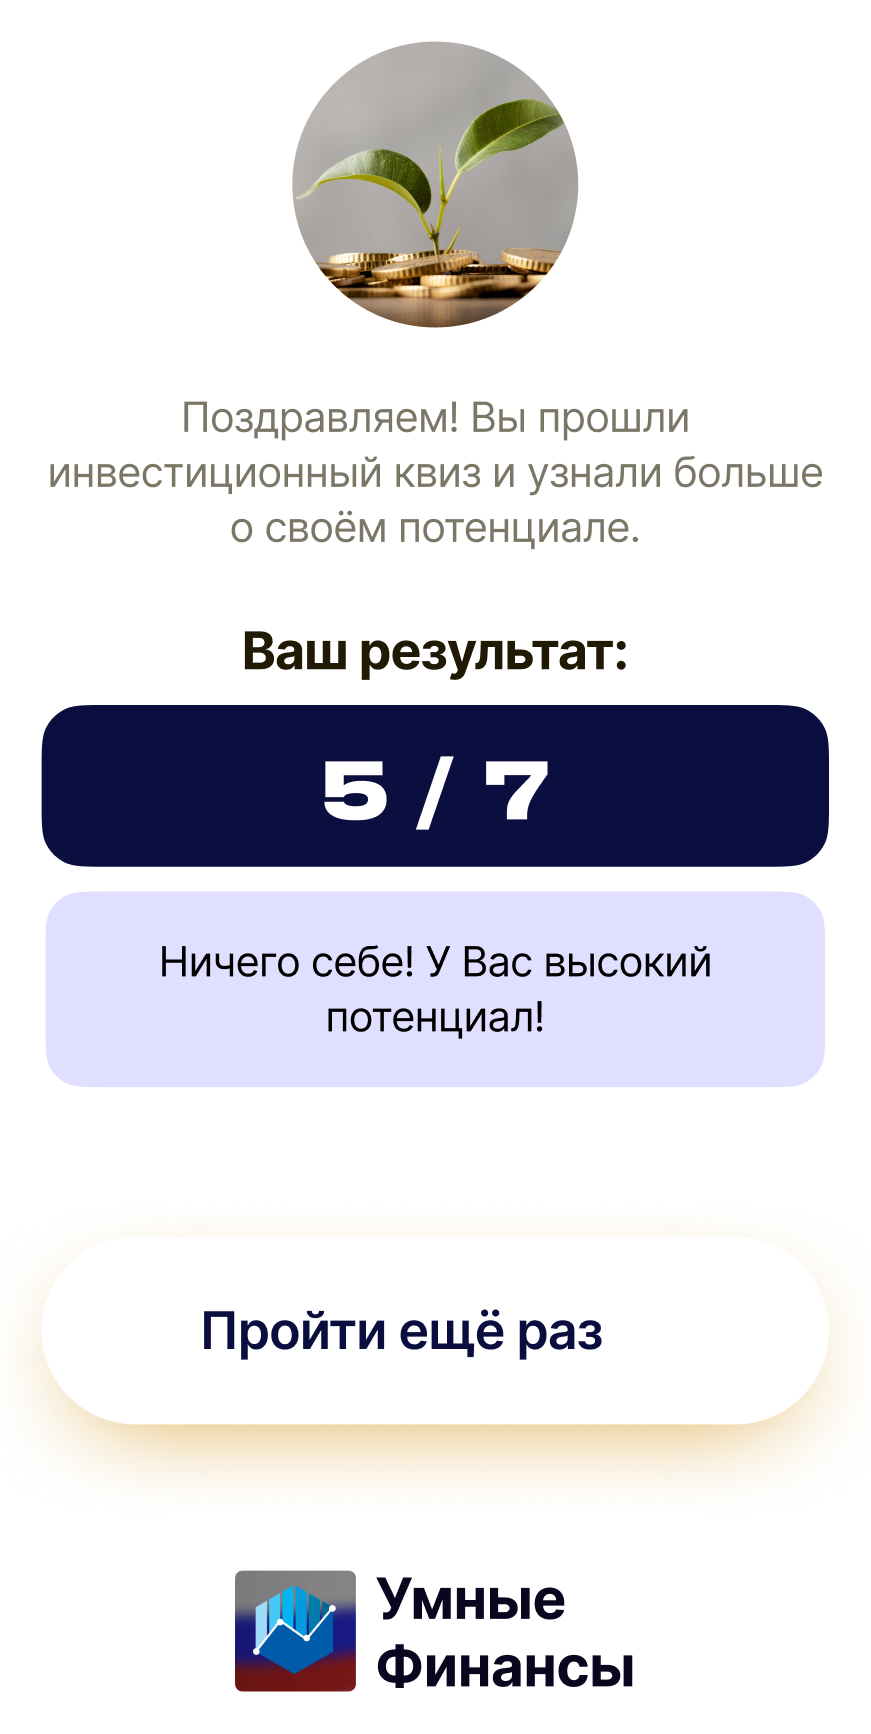 Поздравляем! Вы прошли
инвестиционный квиз и узнали больше
о своём потенциале.
Ваш результат:
5 / 7
Ничего себе! У Вас высокий
потенциал!
Пройти ещё раз
Умные
Финансы